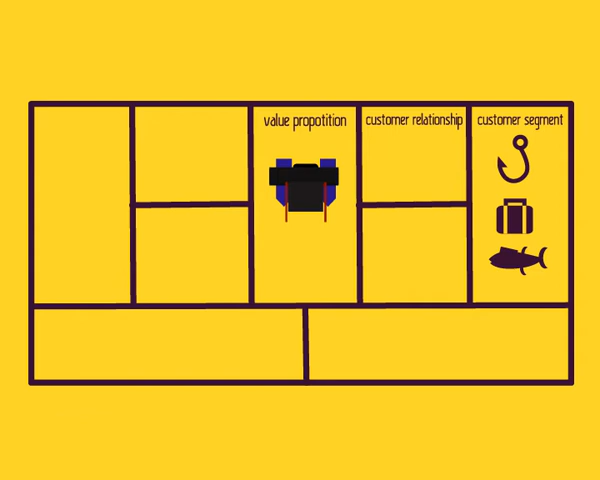 value propotition
customer relationship
customer segment